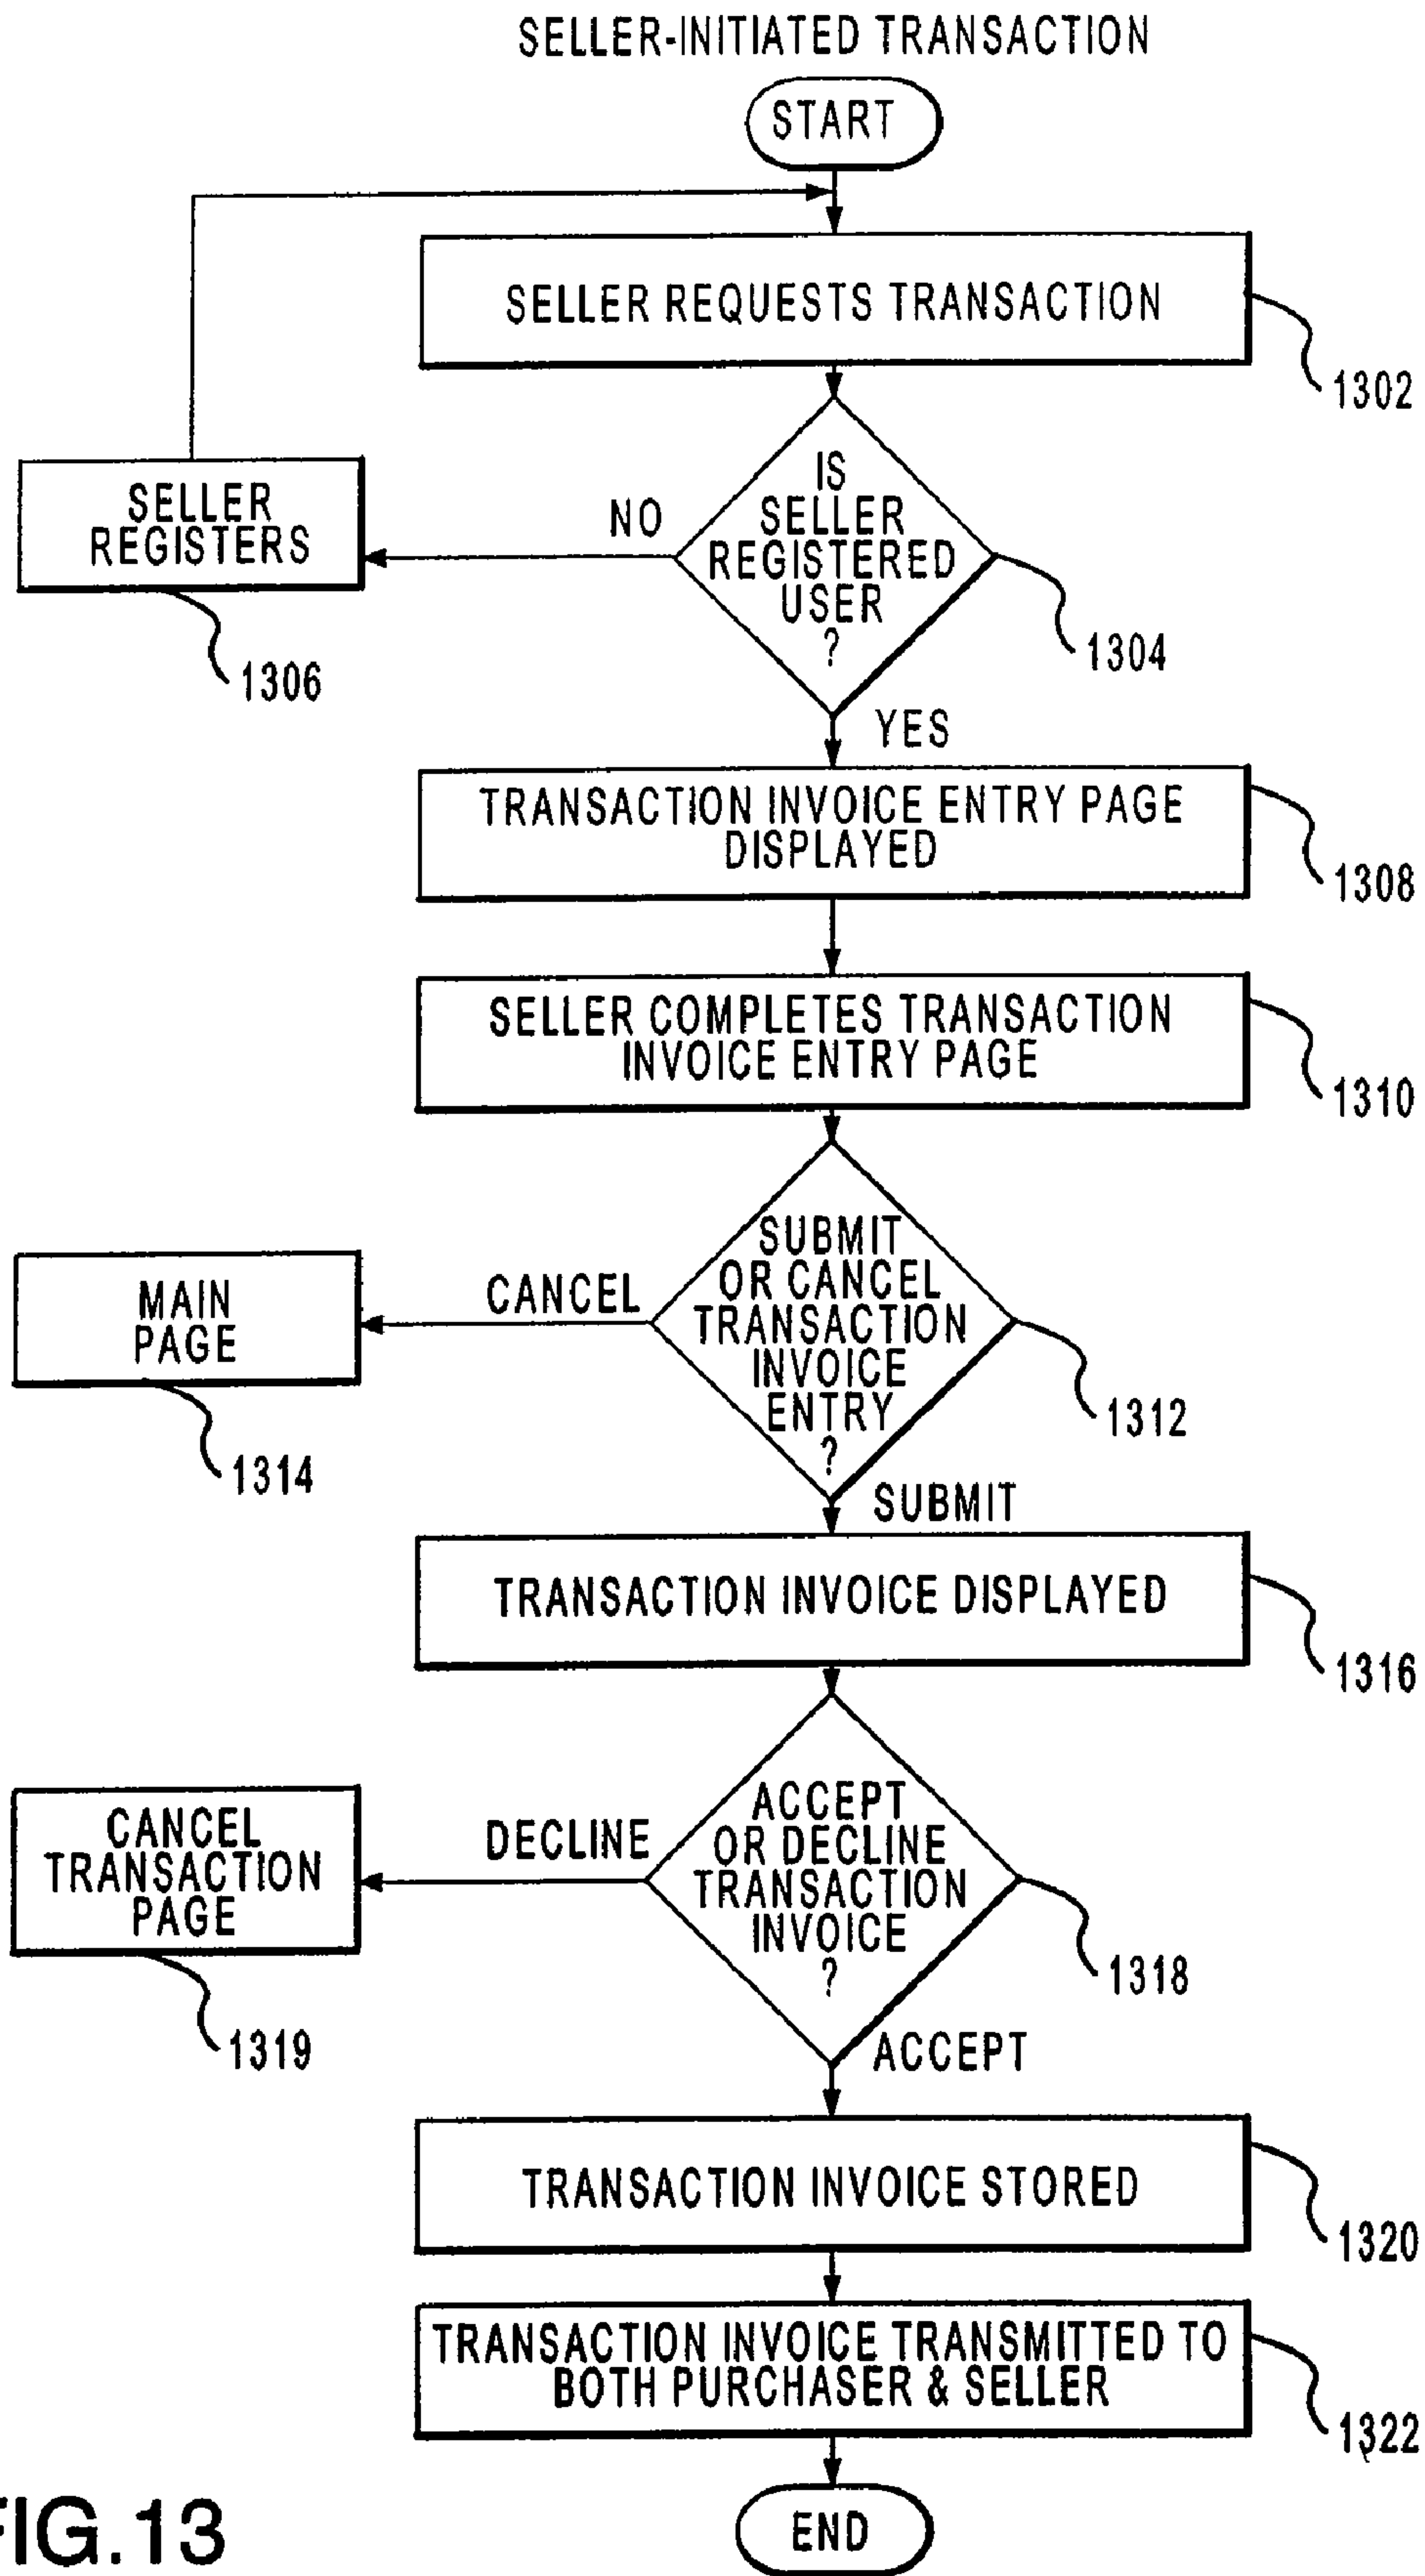 SELLER-INITIATED TRANSACTION
START
SELLER REQUESTS TRANSACTION
1302
IS
SELLER
REGISTERED
USER
?
1304
NO
SELLER
REGISTERS
1306
YES
TRANSACTION INVOICE ENTRY PAGE
DISPLAYED
1308
SELLER COMPLETES TRANSACTION
INVOICE ENTRY PAGE
1310
SUBMIT
OR CANCEL
TRANSACTION
INVOICE
ENTRY
?
1312
CANCEL
MAIN
PAGE
1314
SUBMIT
TRANSACTION INVOICE DISPLAYED
1316
ACCEPT
OR DECLINE
TRANSACTION
INVOICE
?
1318
DECLINE
CANCEL
TRANSACTION
PAGE
1319
ACCEPT
TRANSACTION INVOICE STORED
1320
TRANSACTION INVOICE TRANSMITTED TO
BOTH PURCHASER & SELLER
1322
END
FIG.13